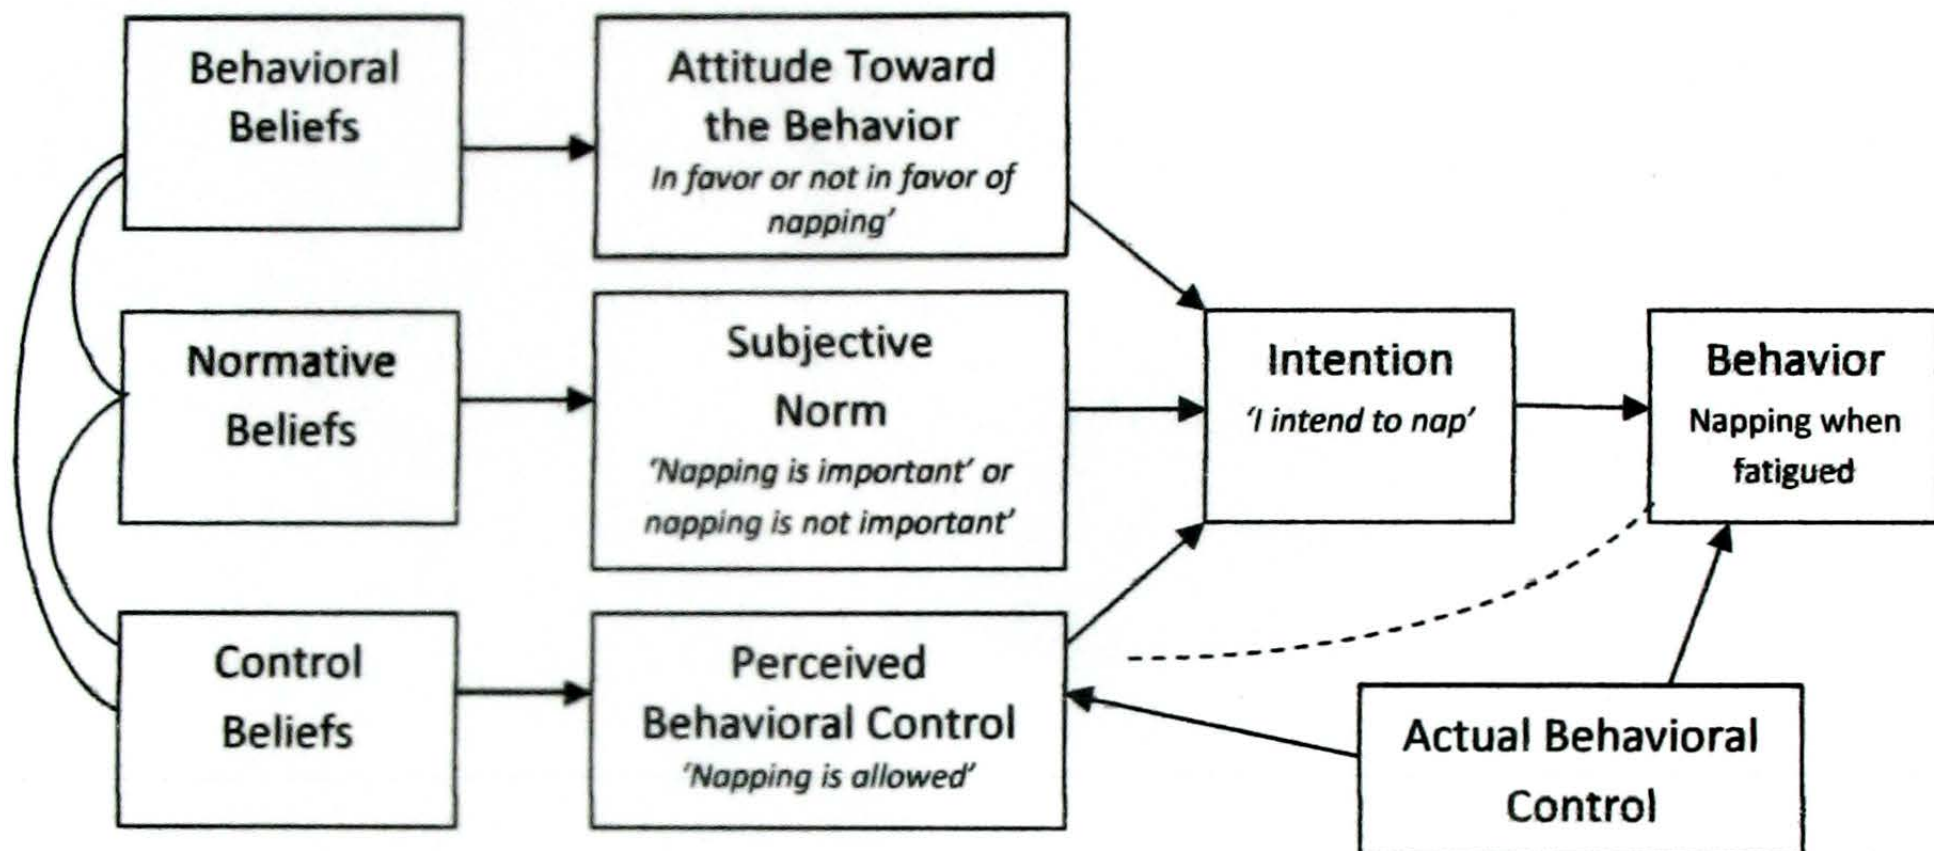 Behavioral
Beliefs
Attitude Toward
the Behavior
In favor or not in favor of
napping’
Normative
Beliefs
Subjective
Norm
‘Napping is important’ or
napping is not important’
Control
Beliefs
Perceived
Behavioral Control
‘Napping is allowed’
Intention
‘I intend to nap’
Behavior
Napping when
fatigued
Actual Behavioral
Control